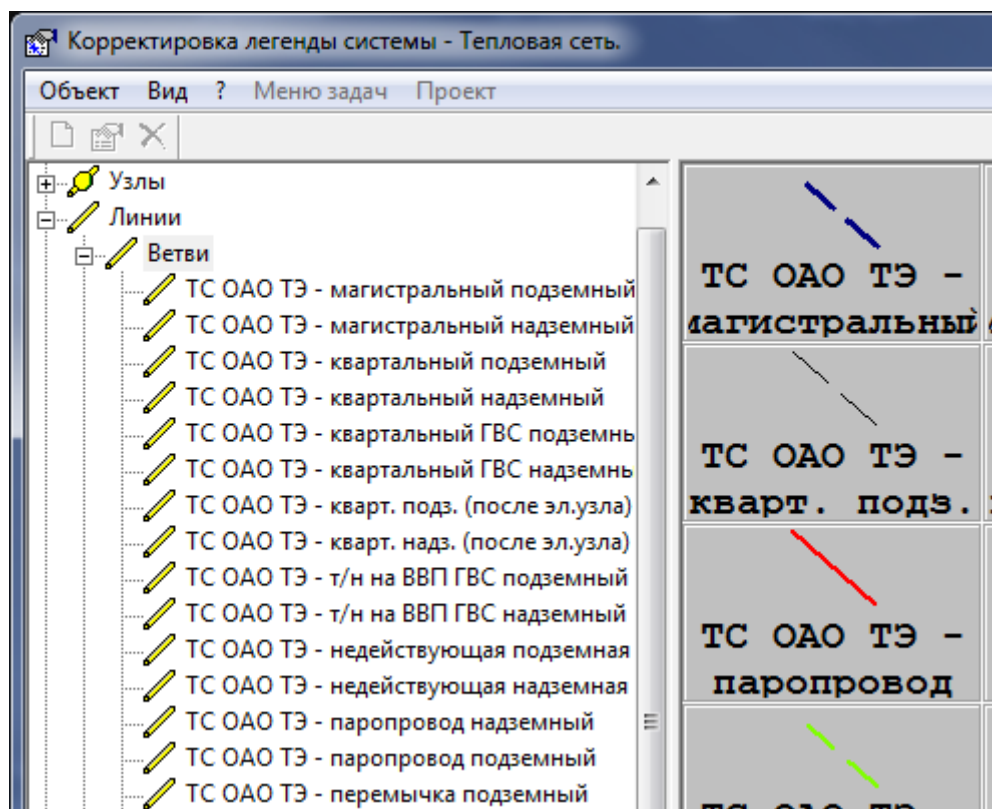 Корректировка легенды системы - Тепловая сеть.
Объект Вид ? Меню задач Проект
Узлы
Линии
Ветви
ТС ОАО ТЭ - магистральный подземный
ТС ОАО ТЭ - магистральный надземный
ТС ОАО ТЭ - квартальный подземный
ТС ОАО ТЭ - квартальный надземный
ТС ОАО ТЭ - квартальный ГВС подземнь
ТС ОАО ТЭ - квартальный ГВС надземнь
ТС ОАО ТЭ - кварт. подз. (после эл.узла)
ТС ОАО ТЭ - кварт. надз. (после эл.узла)
ТС ОАО ТЭ - т/н на ВВП ГВС подземный
ТС ОАО ТЭ - т/н на ВВП ГВС надземный
ТС ОАО ТЭ - недействующая подземная
ТС ОАО ТЭ - недействующая надземная
ТС ОАО ТЭ - паропровод надземный
ТС ОАО ТЭ - паропровод подземный
ТС ОАО ТЭ - перемычка подземный
ТС ОАО ТЭ -
магистральный
ТС ОАО ТЭ -
кварт. подз.
ТС ОАО ТЭ -
паропровод
ТС ОАО ТЭ -